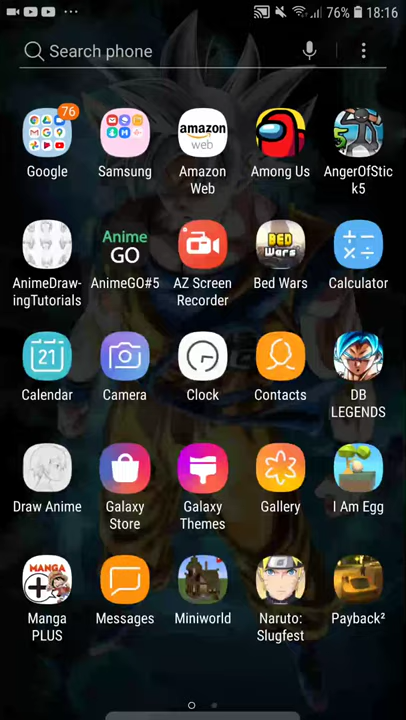 76% 18:16
Search phone
76
amazon
web
Google
Samsung
Amazon
Web
Among Us
AngerOfStic
k5
Anime
GO
BED
WARS
AnimeDraw-
ingTutorials
AnimeGO#5
AZ Screen
Recorder
Bed Wars
Calculator
21
Calendar
Camera
Clock
Contacts
DB
LEGENDS
Draw Anime
Galaxy
Store
Galaxy
Themes
Gallery
I Am Egg
MANGA
Manga
PLUS
Messages
Miniworld
Naruto:
Slugfest
Payback²